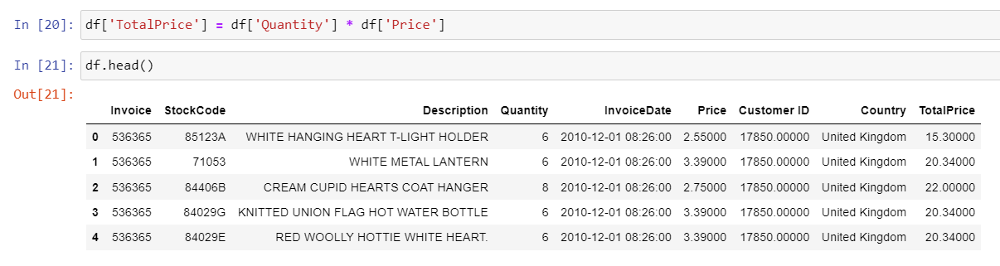 In [20]: df['TotalPrice'] = df['Quantity'] * df['Price']
In [21]: df.head()
Out[21]:
Invoice StockCode Description Quantity InvoiceDate Price Customer ID Country TotalPrice
0 536365 85123A WHITE HANGING HEART T-LIGHT HOLDER 6 2010-12-01 08:26:00 2.55000 17850.00000 United Kingdom 15.30000
1 536365 71053 WHITE METAL LANTERN 6 2010-12-01 08:26:00 3.39000 17850.00000 United Kingdom 20.34000
2 536365 84406B CREAM CUPID HEARTS COAT HANGER 8 2010-12-01 08:26:00 2.75000 17850.00000 United Kingdom 22.00000
3 536365 84029G KNITTED UNION FLAG HOT WATER BOTTLE 6 2010-12-01 08:26:00 3.39000 17850.00000 United Kingdom 20.34000
4 536365 84029E RED WOOLLY HOTTIE WHITE HEART. 6 2010-12-01 08:26:00 3.39000 17850.00000 United Kingdom 20.34000